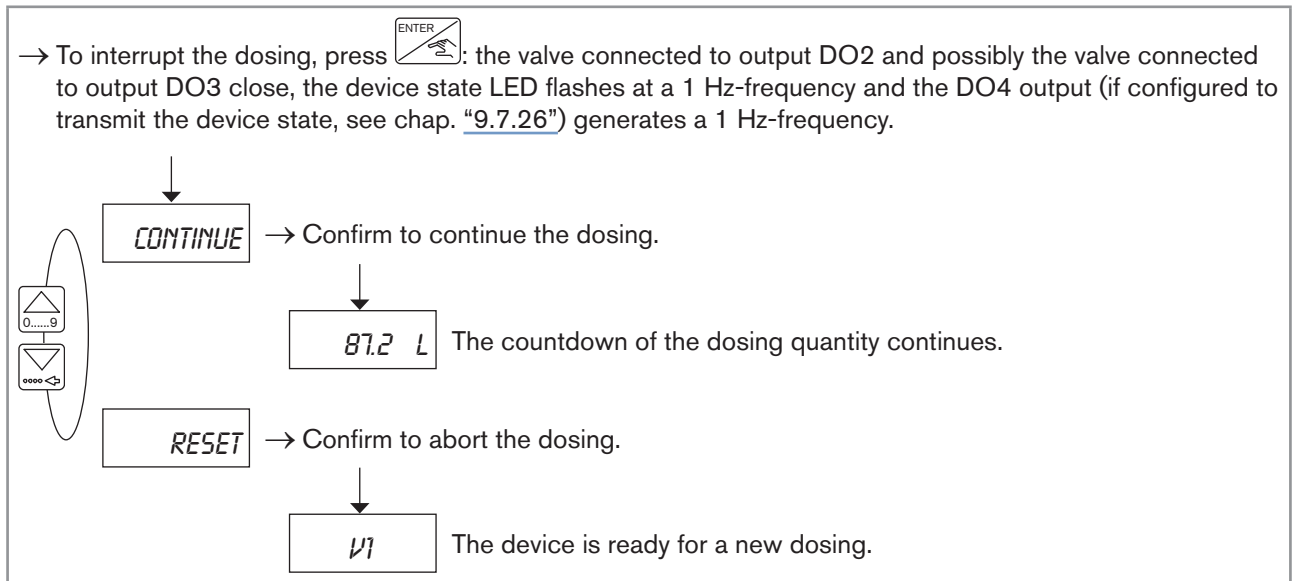 → To interrupt the dosing, press ENTER: the valve connected to output DO2 and possibly the valve connected
to output DO3 close, the device state LED flashes at a 1 Hz-frequency and the DO4 output (if configured to
transmit the device state, see chap. “9.7.26”) generates a 1 Hz-frequency.
CONTINUE → Confirm to continue the dosing.
0......9
87.2 L The countdown of the dosing quantity continues.
RESET → Confirm to abort the dosing.
V1 The device is ready for a new dosing.